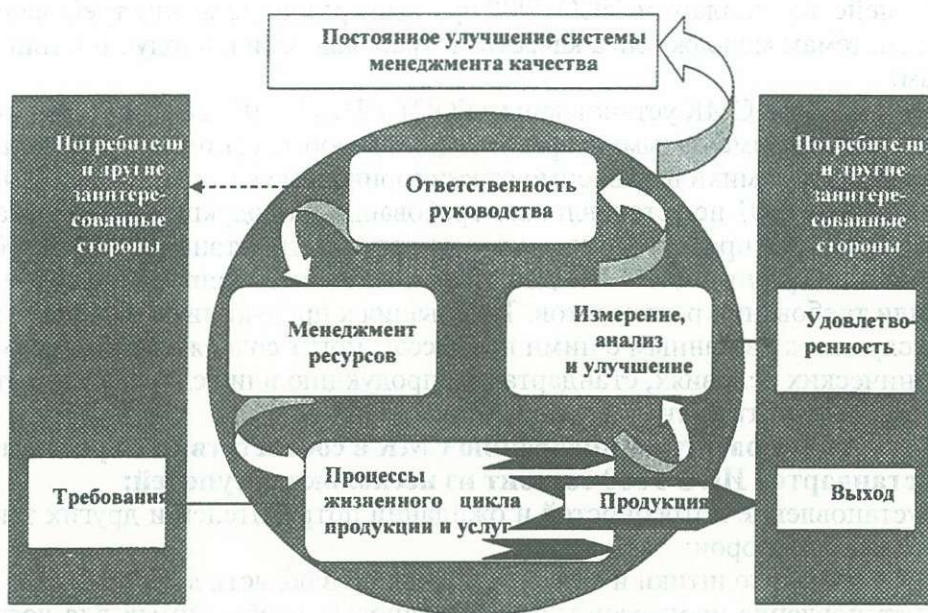 Постоянное улучшение системы
менеджмента качества
Потребители
и другие
заинтере-
сованные
стороны
Ответственность
руководства
Потребители
и другие
заинтере-
сованные
стороны
Менеджмент
ресурсов
Измерение,
анализ
и улучшение
Удовлетво-
ренность
Требования
Процессы
жизненного цикла
продукции и услуг
Продукция
Выход